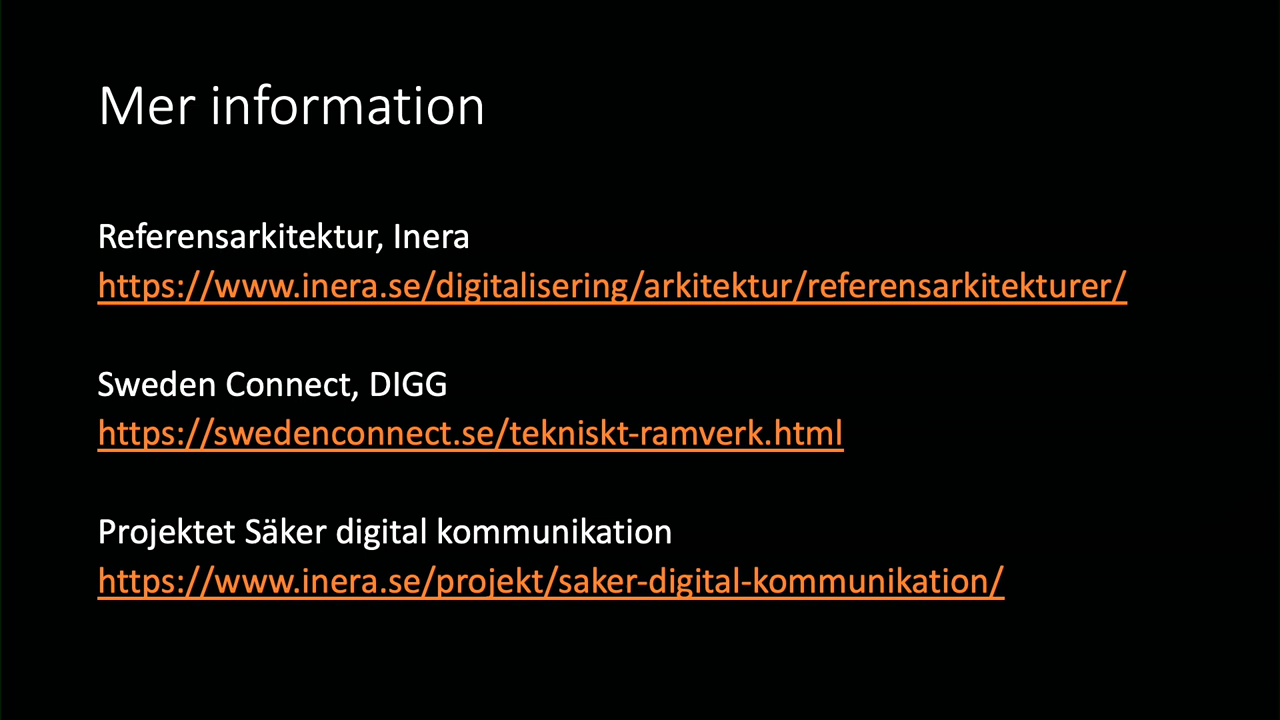 Mer information
Referensarkitektur, Inera
https://www.inera.se/digitalisering/arkitektur/referensarkitekturer/
Sweden Connect, DIGG
https://swedenconnect.se/tekniskt-ramverk.html
Projektet Säker digital kommunikation
https://www.inera.se/projekt/saker-digital-kommunikation/